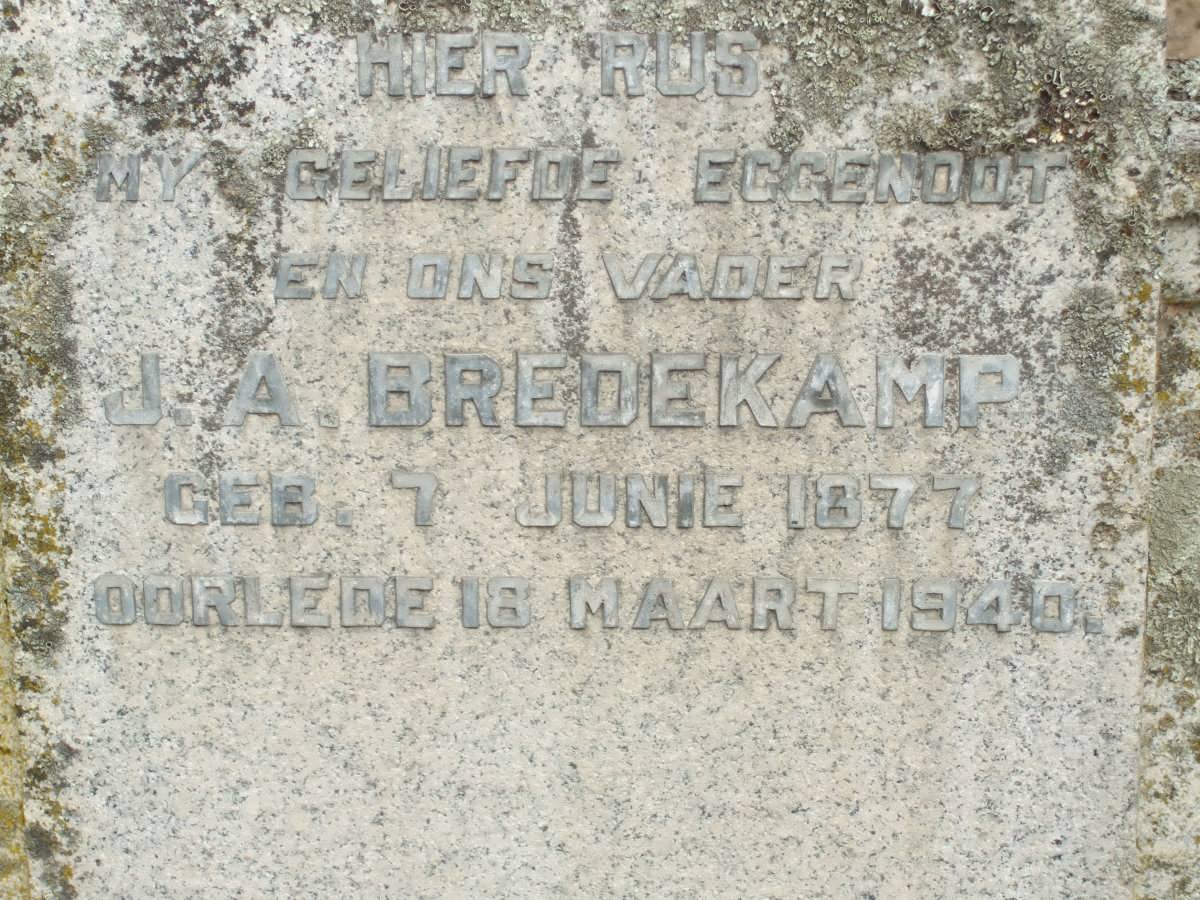 HIER RUS
MY GELIEFDE EGGENOOT
EN ONS VADER
J. A. BREDEKAMP
GEB. 7 JUNIE 1877
OORLEDE 18 MAART 1940.